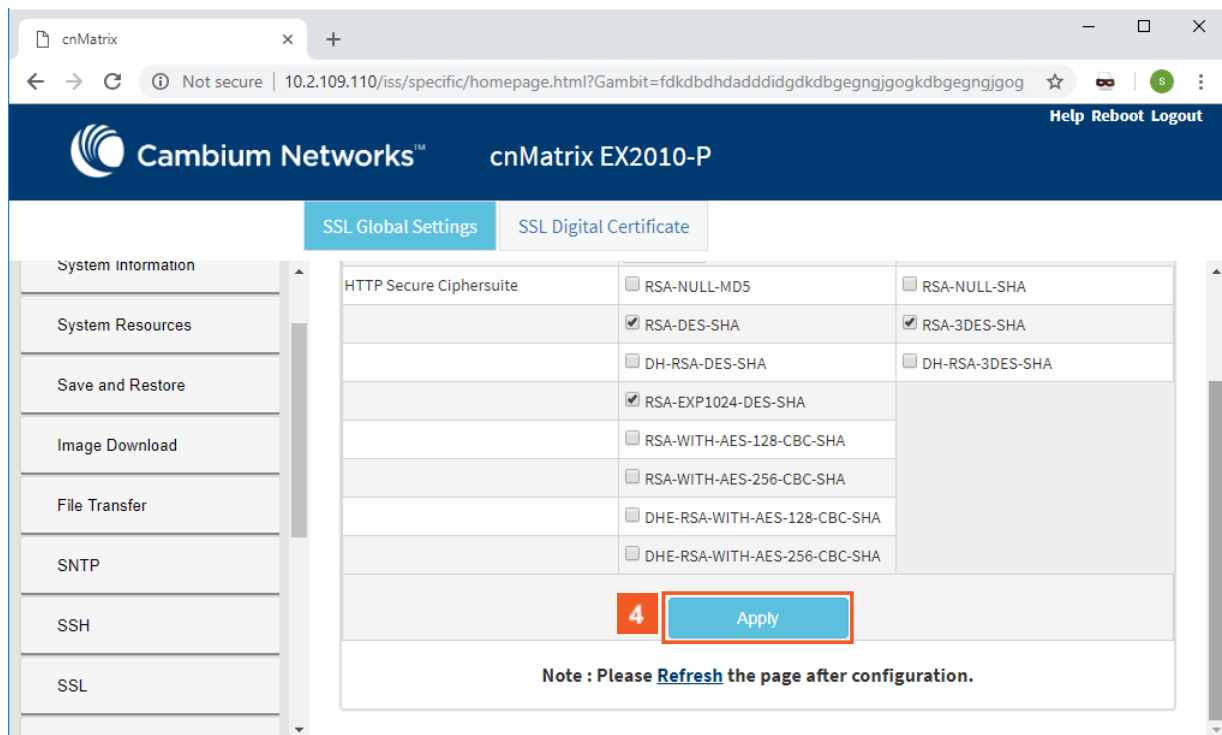 cnMatrix
Not secure | 10.2.109.110/iss/specific/homepage.html?Gambit=fdkdbdhdadddidgdkdbgegngjgogkdbgegngjgog
S
Help Reboot Logout
Cambium Networks™ cnMatrix EX2010-P
SSL Global Settings SSL Digital Certificate
System Information
System Resources
Save and Restore
Image Download
File Transfer
SNTP
SSH
SSL
HTTP Secure Ciphersuite RSA-NULL-MD5 RSA-NULL-SHA
RSA-DES-SHA RSA-3DES-SHA
DH-RSA-DES-SHA DH-RSA-3DES-SHA
RSA-EXP1024-DES-SHA
RSA-WITH-AES-128-CBC-SHA
RSA-WITH-AES-256-CBC-SHA
DHE-RSA-WITH-AES-128-CBC-SHA
DHE-RSA-WITH-AES-256-CBC-SHA
4 Apply
Note : Please Refresh the page after configuration.